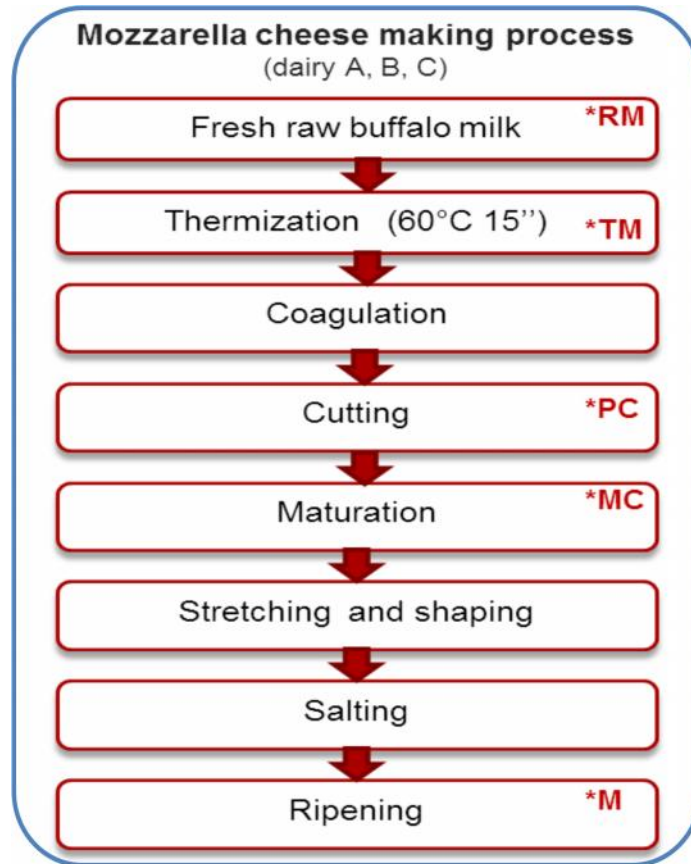 Mozzarella cheese making process
(dairy A, B, C)
Fresh raw buffalo milk *RM
Thermization (60°C 15’’) *TM
Coagulation
Cutting *PC
Maturation *MC
Stretching and shaping
Salting
Ripening *M